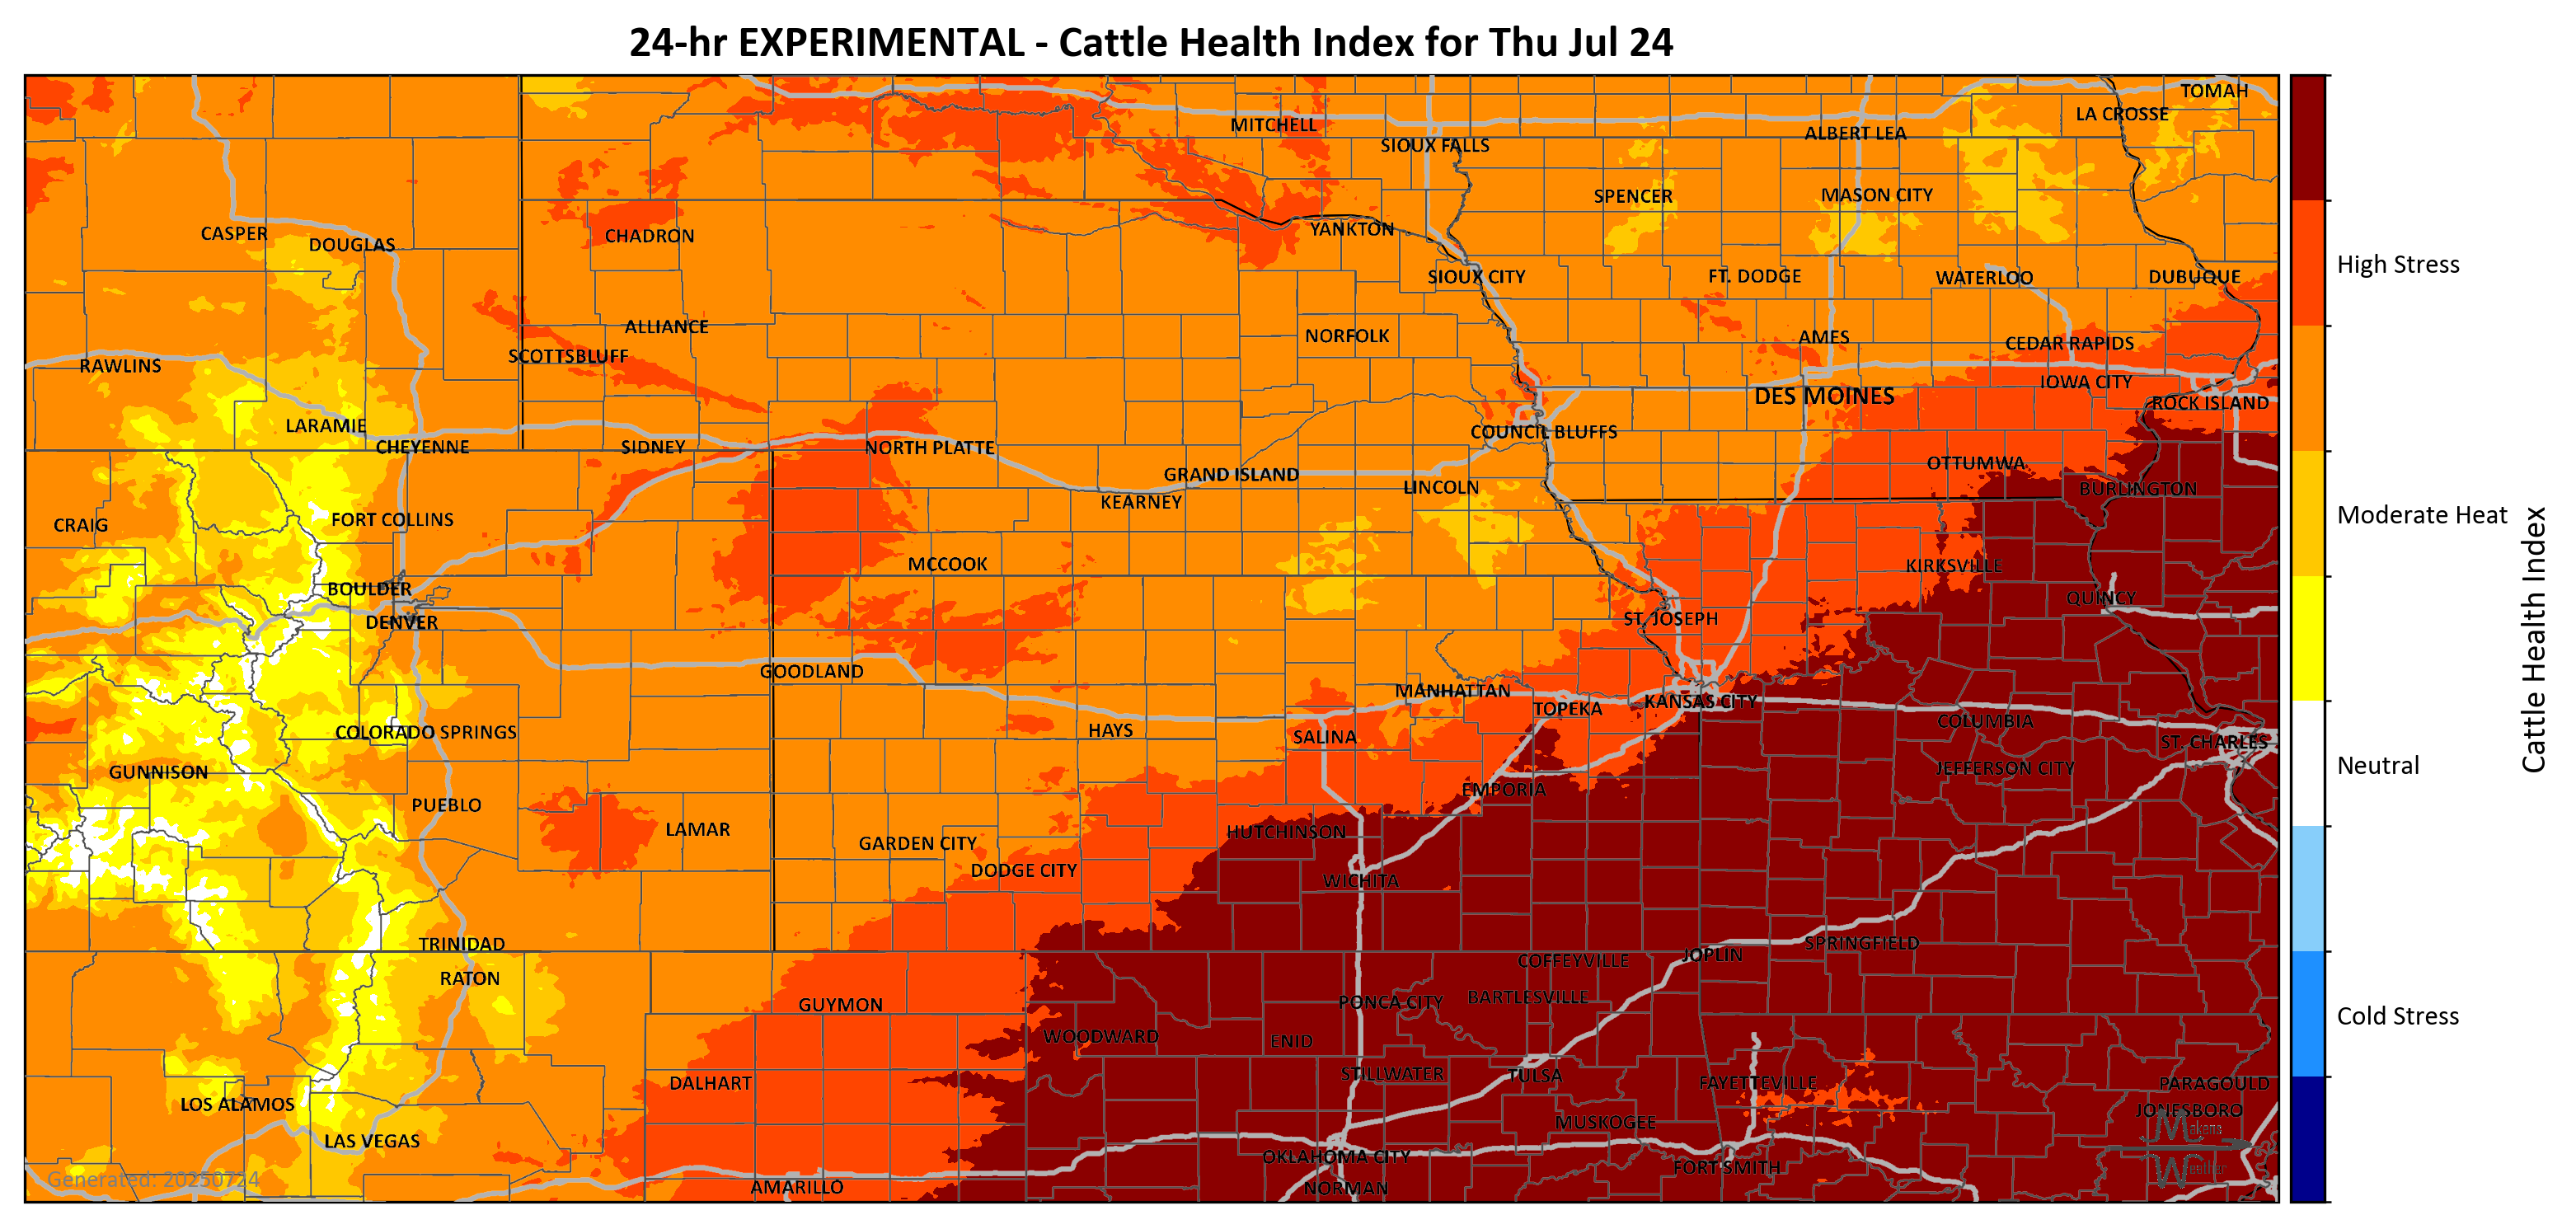 24-hr EXPERIMENTAL - Cattle Health Index for Thu Jul 24
TOMAH
LA CROSSE
MITCHELL
ALBERT LEA
SIOUX FALLS
SPENCER
MASON CITY
CASPER
DOUGLAS
CHADRON
YANKTON
High Stress
SIOUX CITY
FT. DODGE
WATERLOO
DUBUQUE
ALLIANCE
NORFOLK
AMES
CEDAR RAPIDS
SCOTTSBLUFF
RAWLINS
IOWA CITY
DES MOINES
ROCK ISLAND
LARAMIE
COUNCIL BLUFFS
CHEYENNE
SIDNEY
NORTH PLATTE
OTTUMWA
GRAND ISLAND
LINCOLN
BURLINGTON
KEARNEY
Moderate Heat
CRAIG
FORT COLLINS
MCCOOK
KIRKSVILLE
BOULDER
QUINCY
DENVER
ST. JOSEPH
Cattle Health Index
GOODLAND
MANHATTAN
KANSAS CITY
TOPEKA
COLUMBIA
COLORADO SPRINGS
HAYS
SALINA
ST. CHARLES
Neutral
GUNNISON
JEFFERSON CITY
EMPORIA
PUEBLO
LAMAR
HUTCHINSON
GARDEN CITY
DODGE CITY
WICHITA
TRINIDAD
SPRINGFIELD
JOPLIN
COFFEYVILLE
RATON
BARTLESVILLE
PONCA CITY
GUYMON
Cold Stress
WOODWARD
ENID
STILLWATER
TULSA
DALHART
FAYETTEVILLE
PARAGOULD
LOS ALAMOS
JONESBORO
MUSKOGEE
LAS VEGAS
OKLAHOMA CITY
FORT SMITH
Generated: 20250724
AMARILLO
NORMAN
Weather